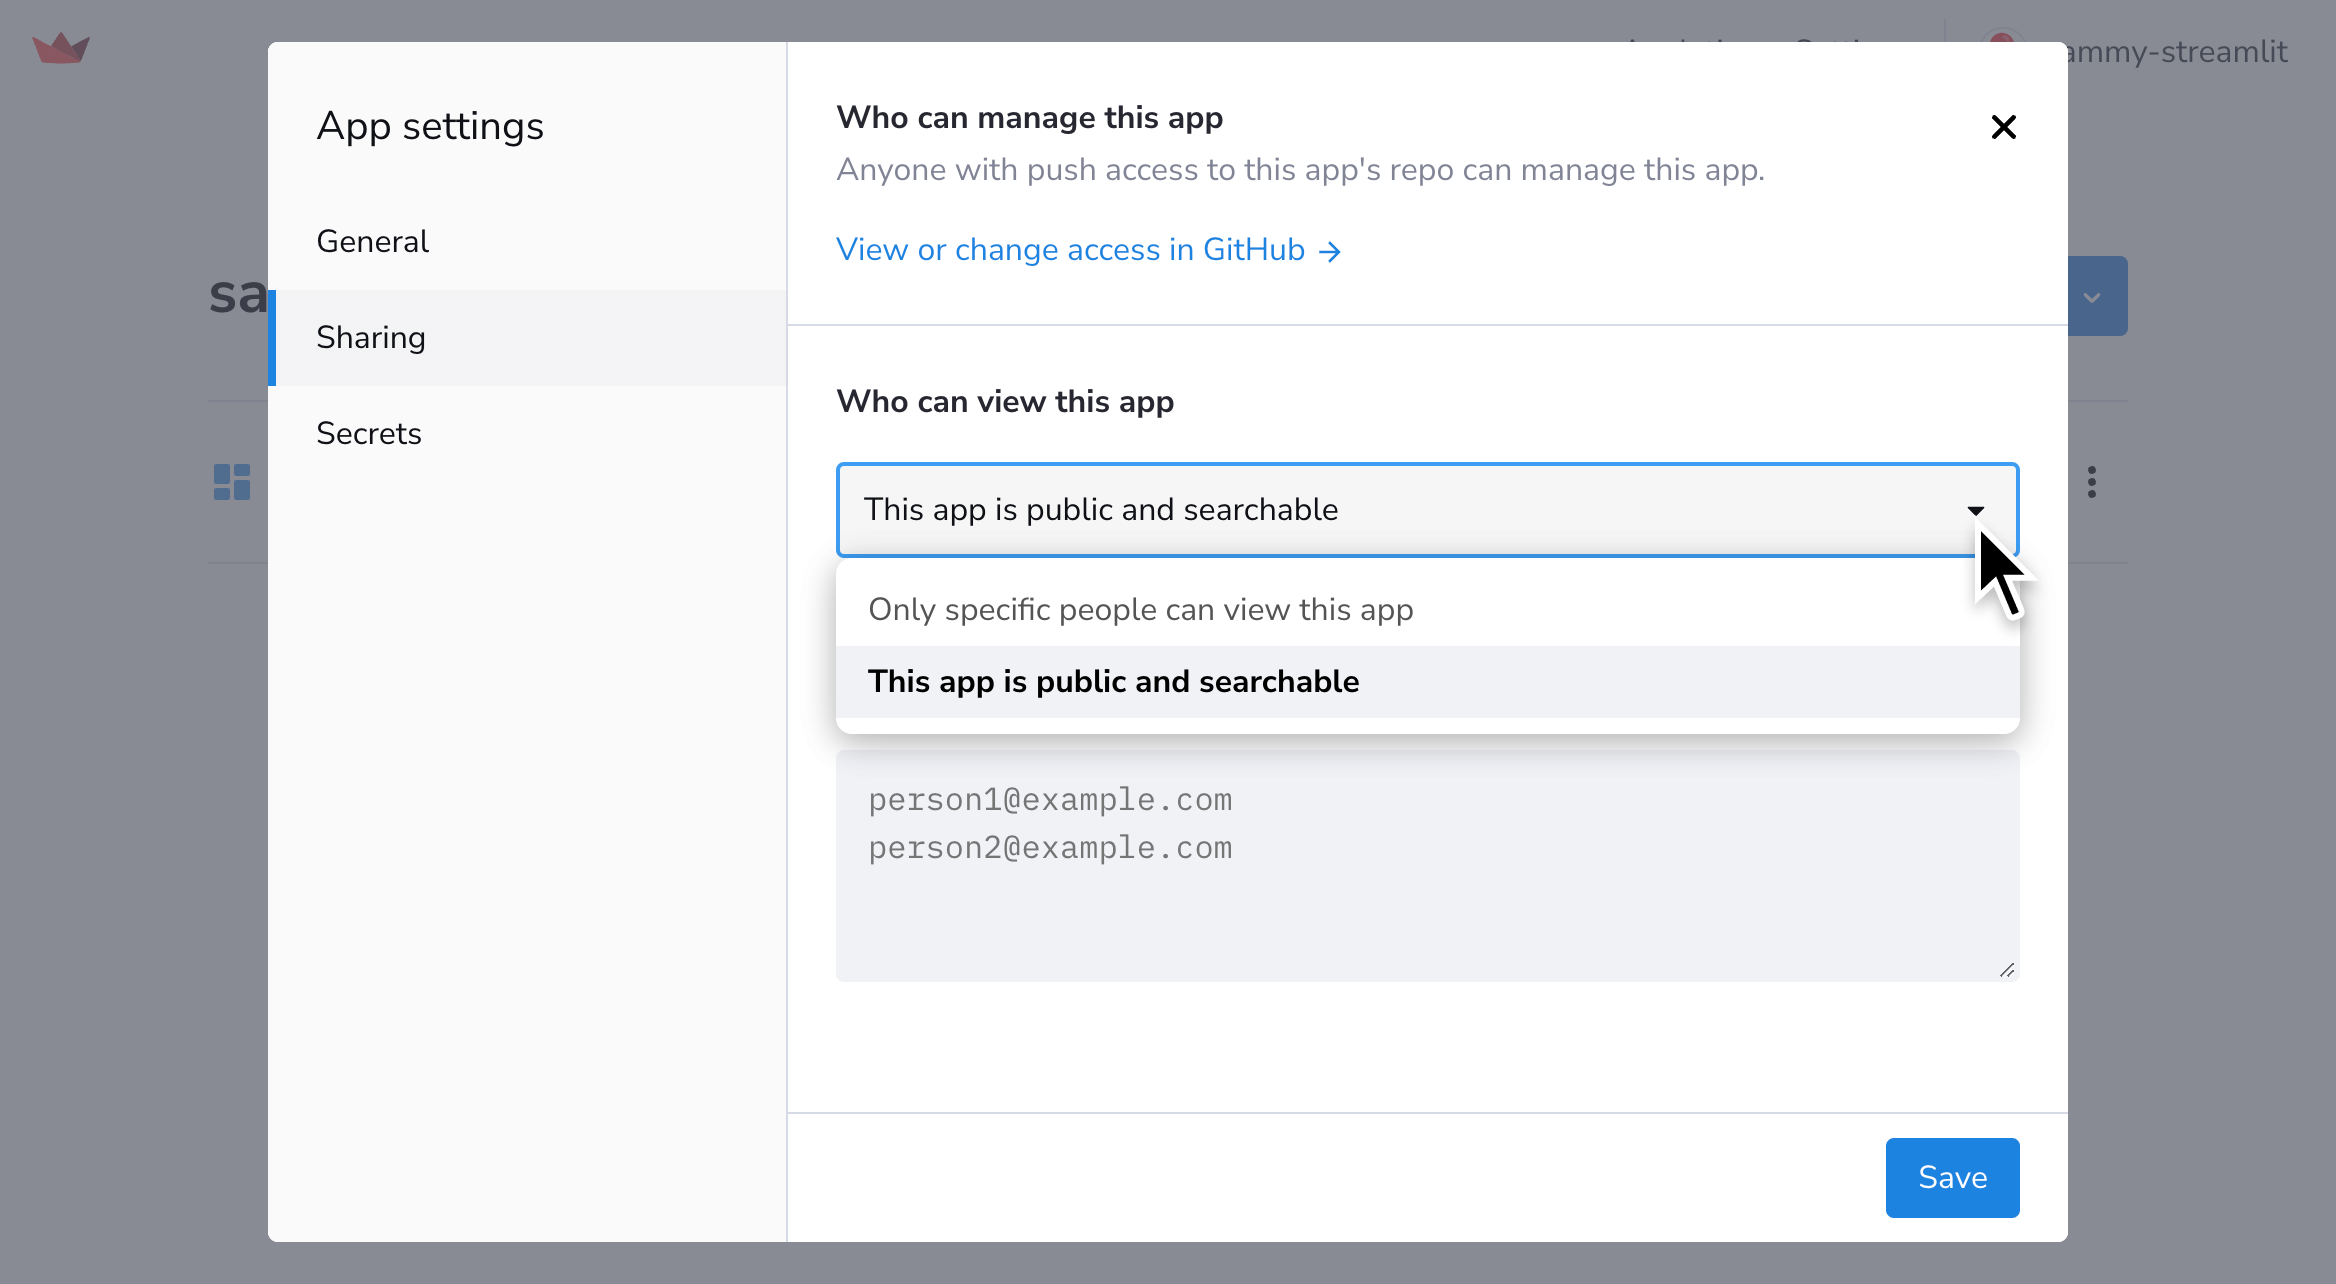 App settings
General
Sharing
Secrets
Who can manage this app
Anyone with push access to this app's repo can manage this app.
View or change access in GitHub →
Who can view this app
This app is public and searchable
Only specific people can view this app
This app is public and searchable
person1@example.com
person2@example.com
Save